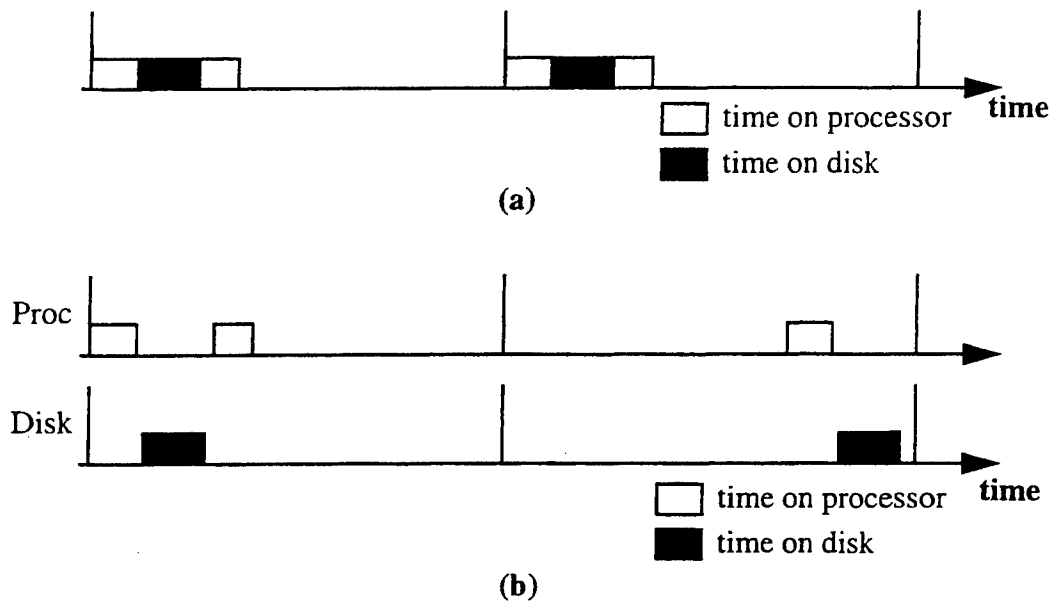 time
time on processor
time on disk
(a)
Proc
Disk
time
time on processor
time on disk
(b)